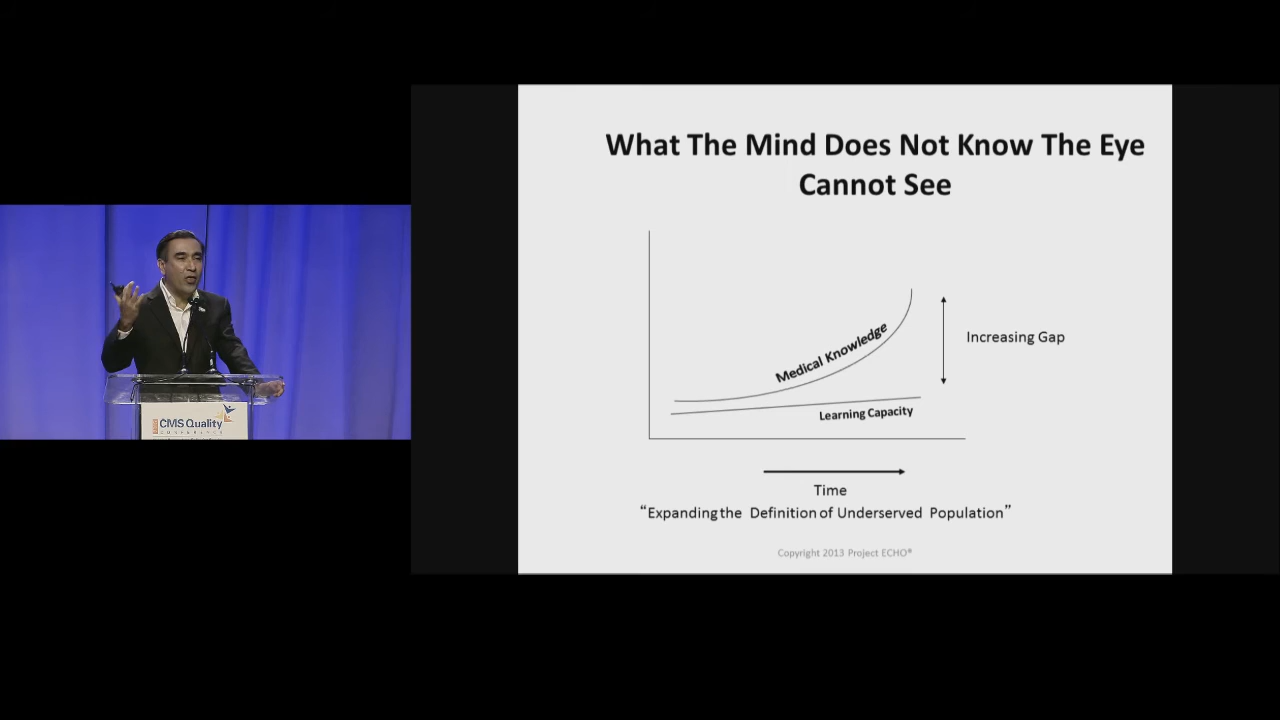 What The Mind Does Not Know The Eye
Cannot See
Medical Knowledge
Increasing Gap
Learning Capacity
Time
“Expanding the Definition of Underserved Population”
Copyright 2013 Project ECHO®
CMS Quality
CONFERENCE